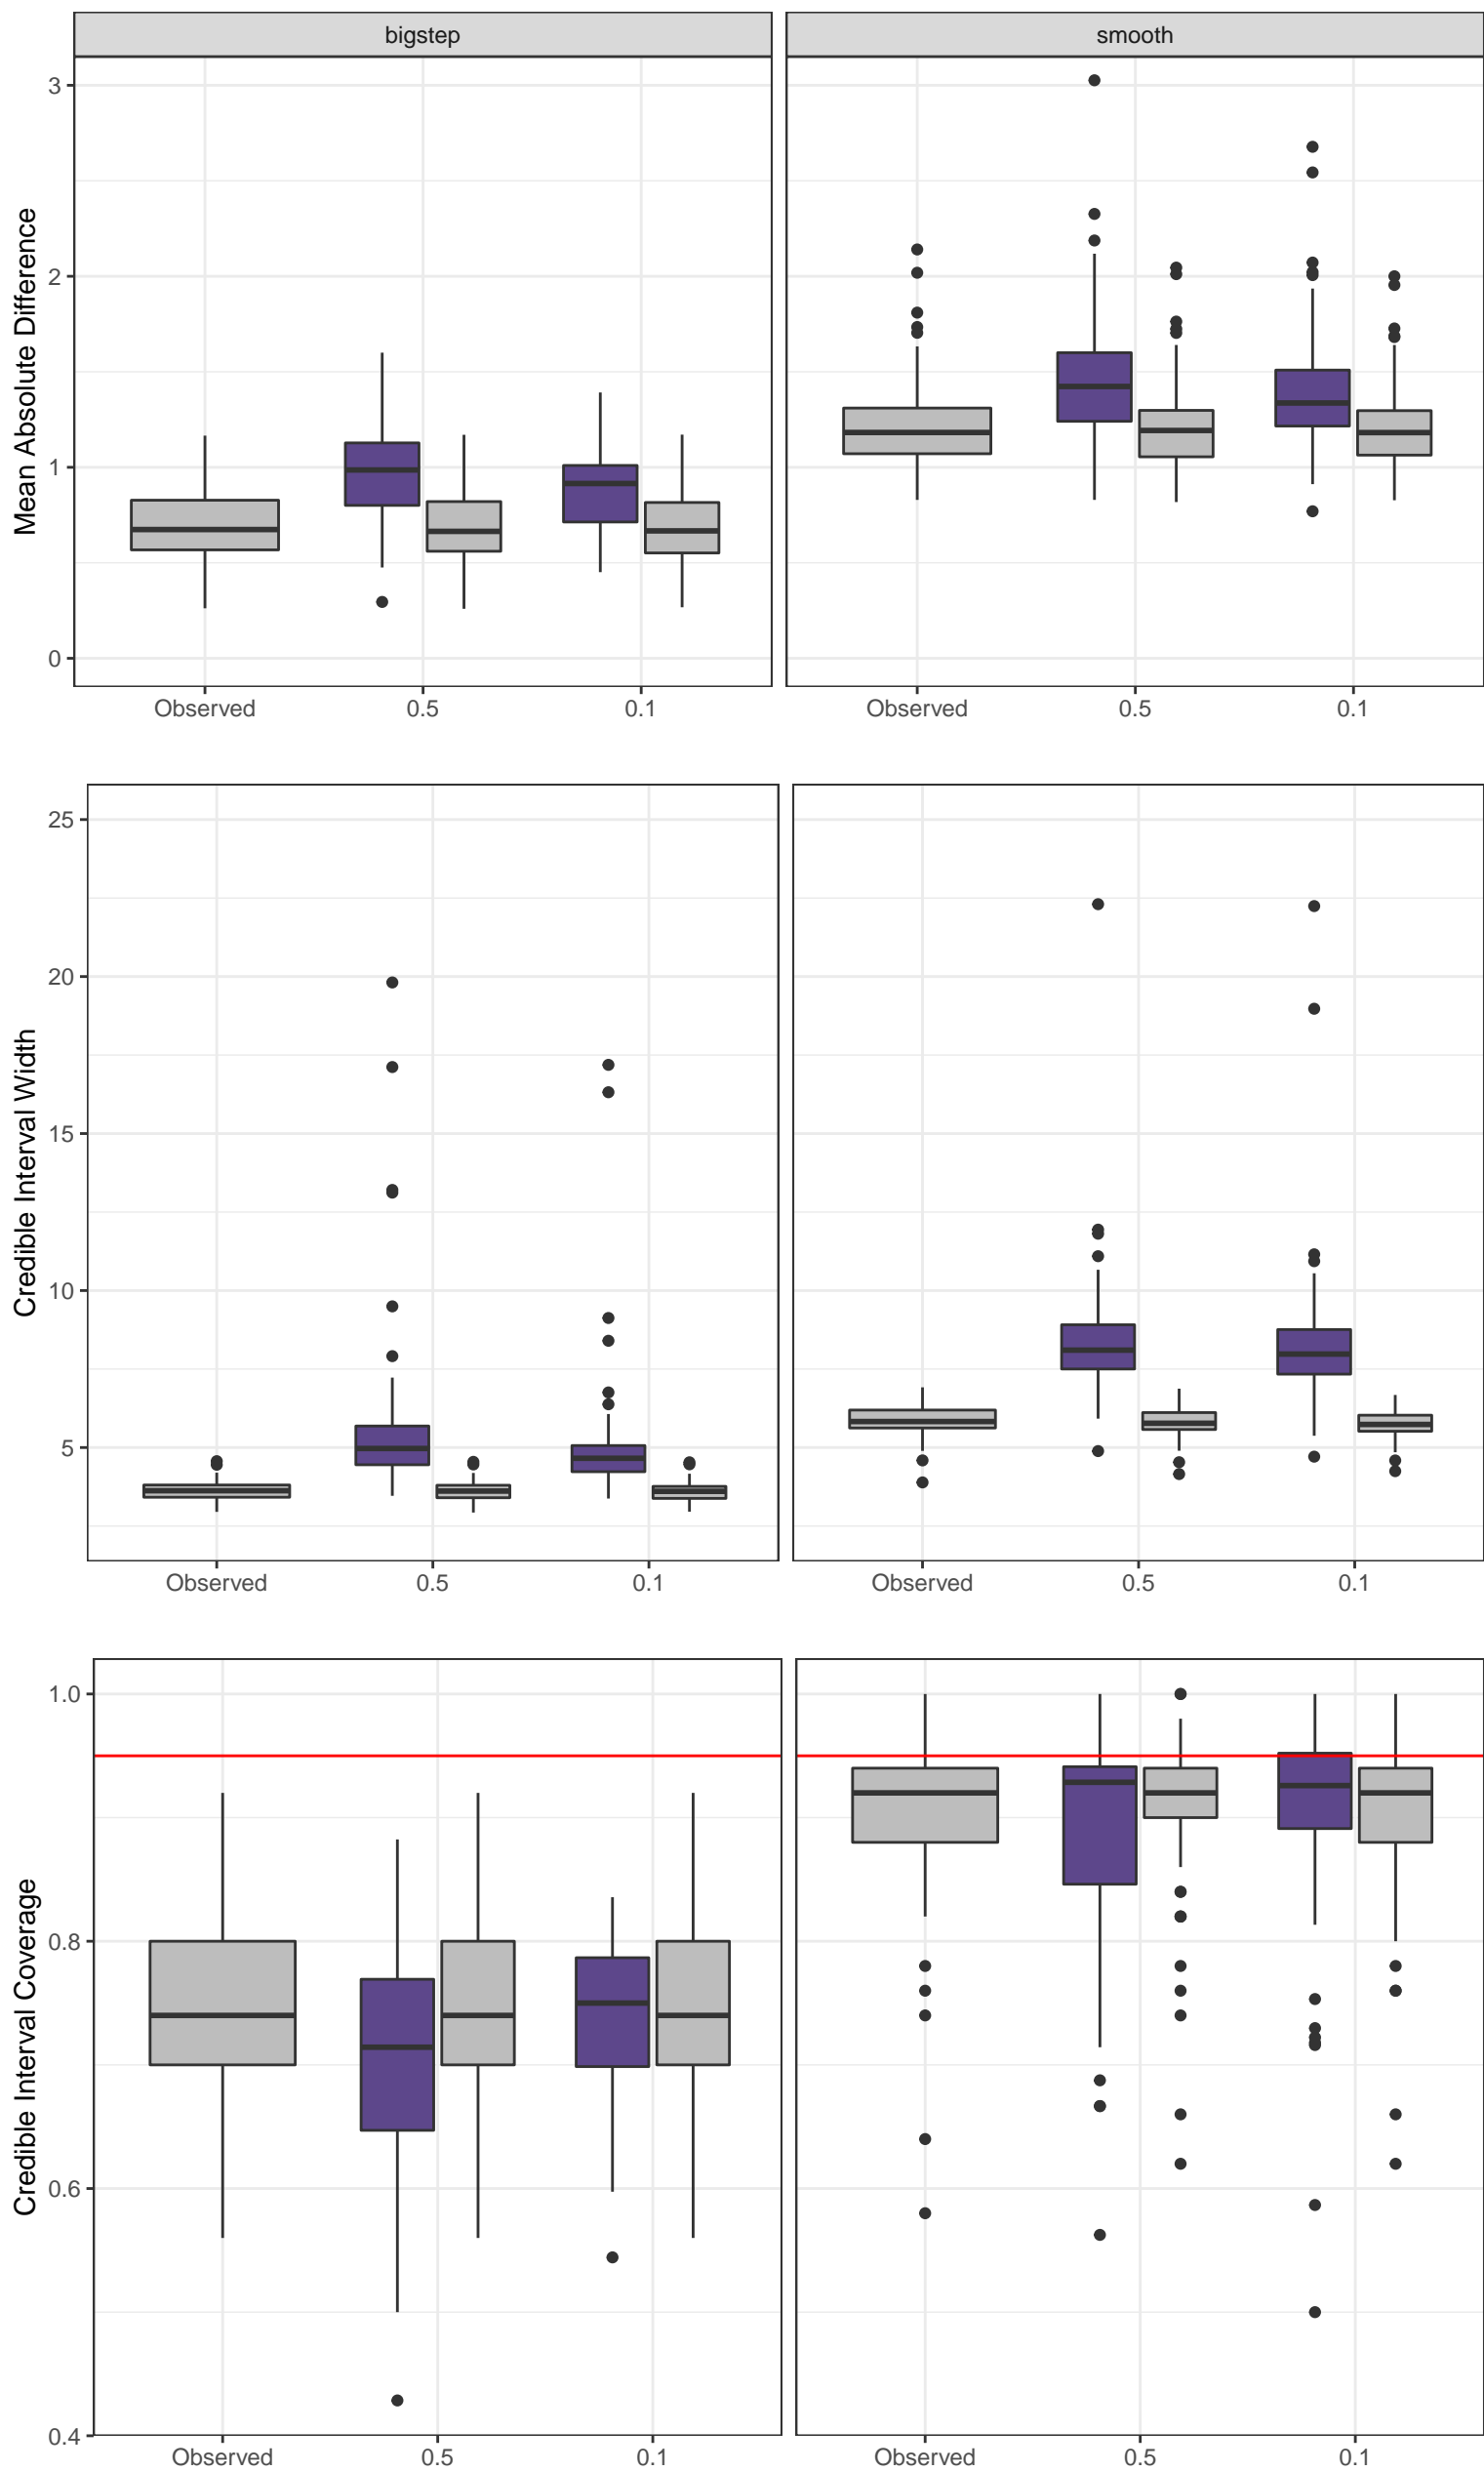 bigstep
smooth
Mean Absolute Difference
3
2
1
0
Observed 0.5 0.1
Observed 0.5 0.1
Credible Interval Width
25
20
15
10
5
Observed 0.5 0.1
Observed 0.5 0.1
Credible Interval Coverage
1.0
0.8
0.6
0.4
Observed 0.5 0.1
Observed 0.5 0.1